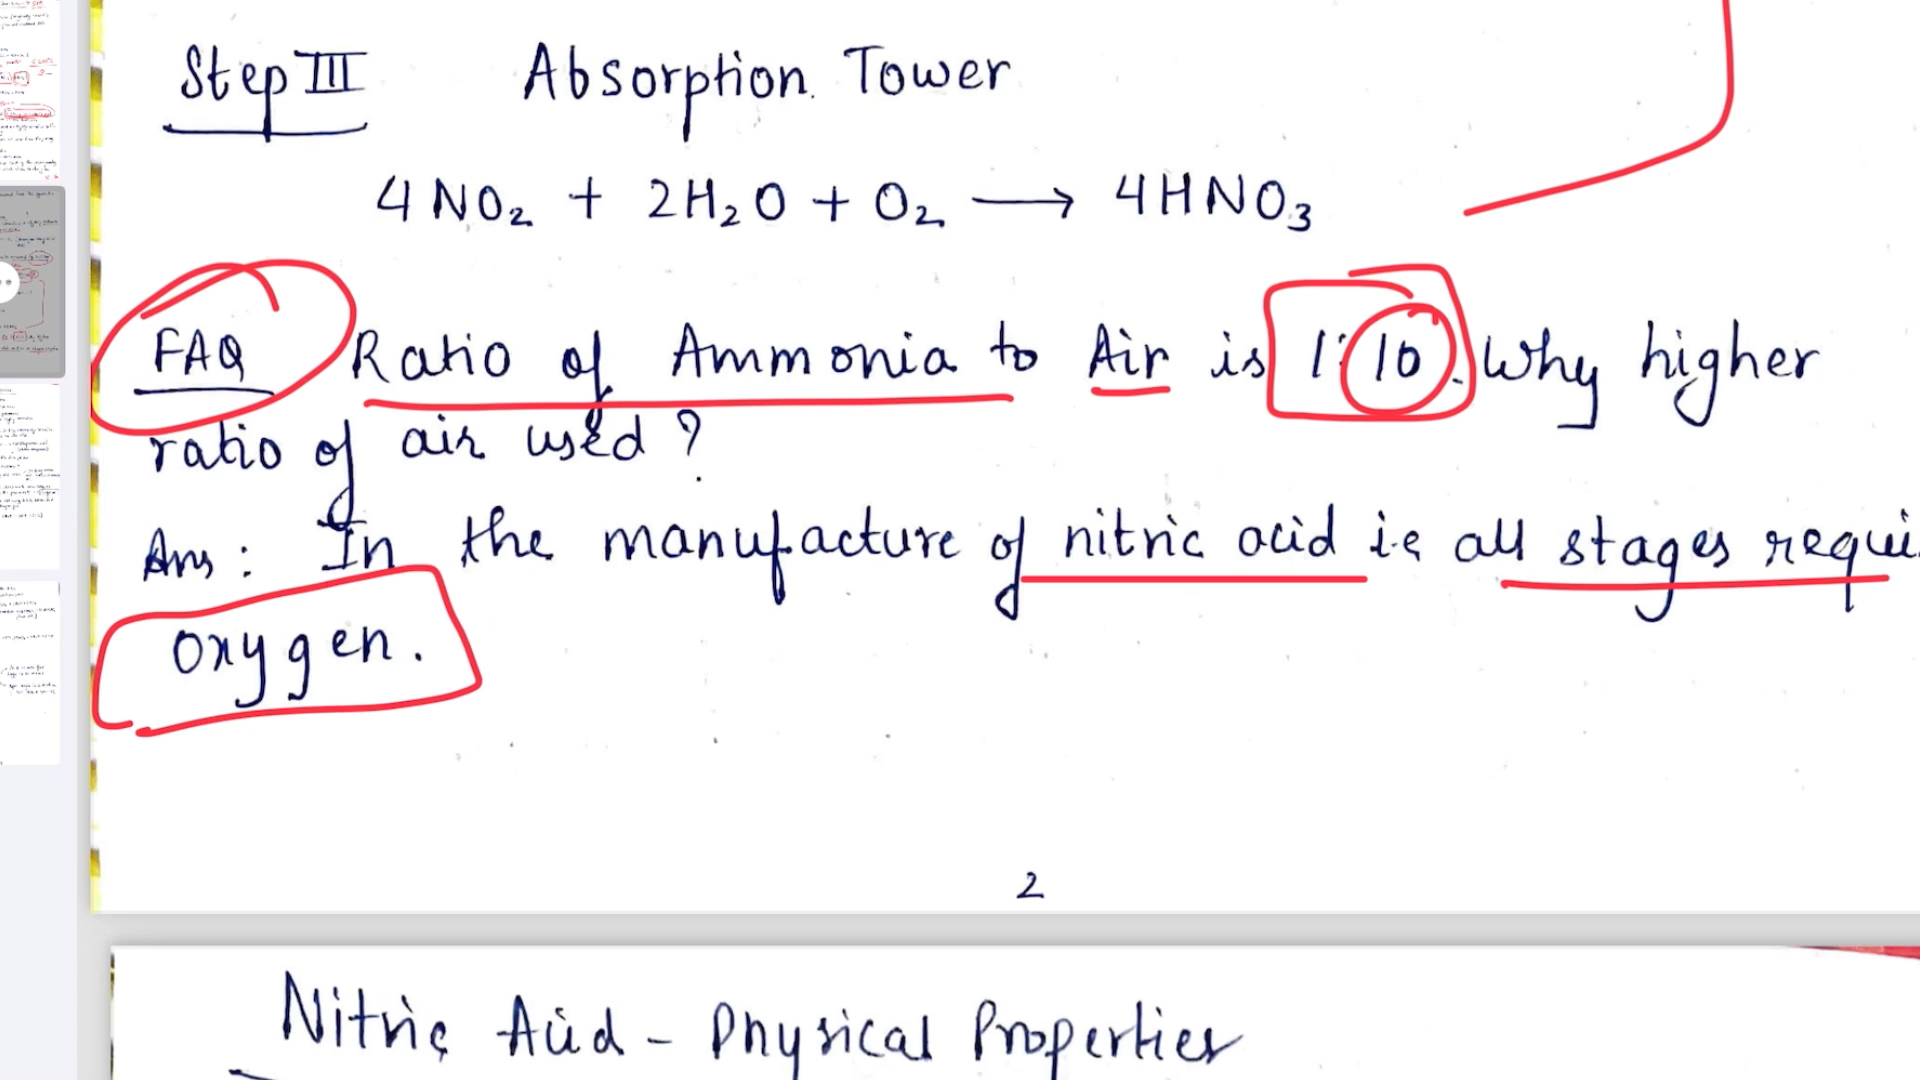 Step III Absorption Tower
4NO₂ + 2H₂O + O₂ → 4HNO₃
FAQ Ratio of Ammonia to Air is 1:10. Why higher
ratio of air used?
Ans: In the manufacture of nitric acid i.e all stages requi
oxygen.
2
Nitric Acid - Physical Properties